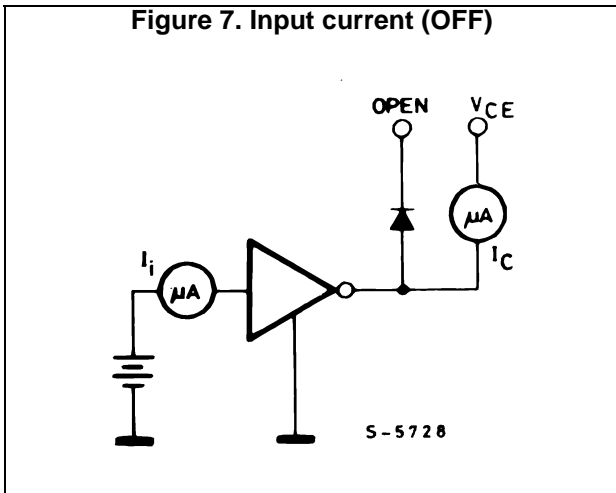 Figure 7. Input current (OFF)
OPEN
VCE
μA
IC
Ii
μA
S-5728